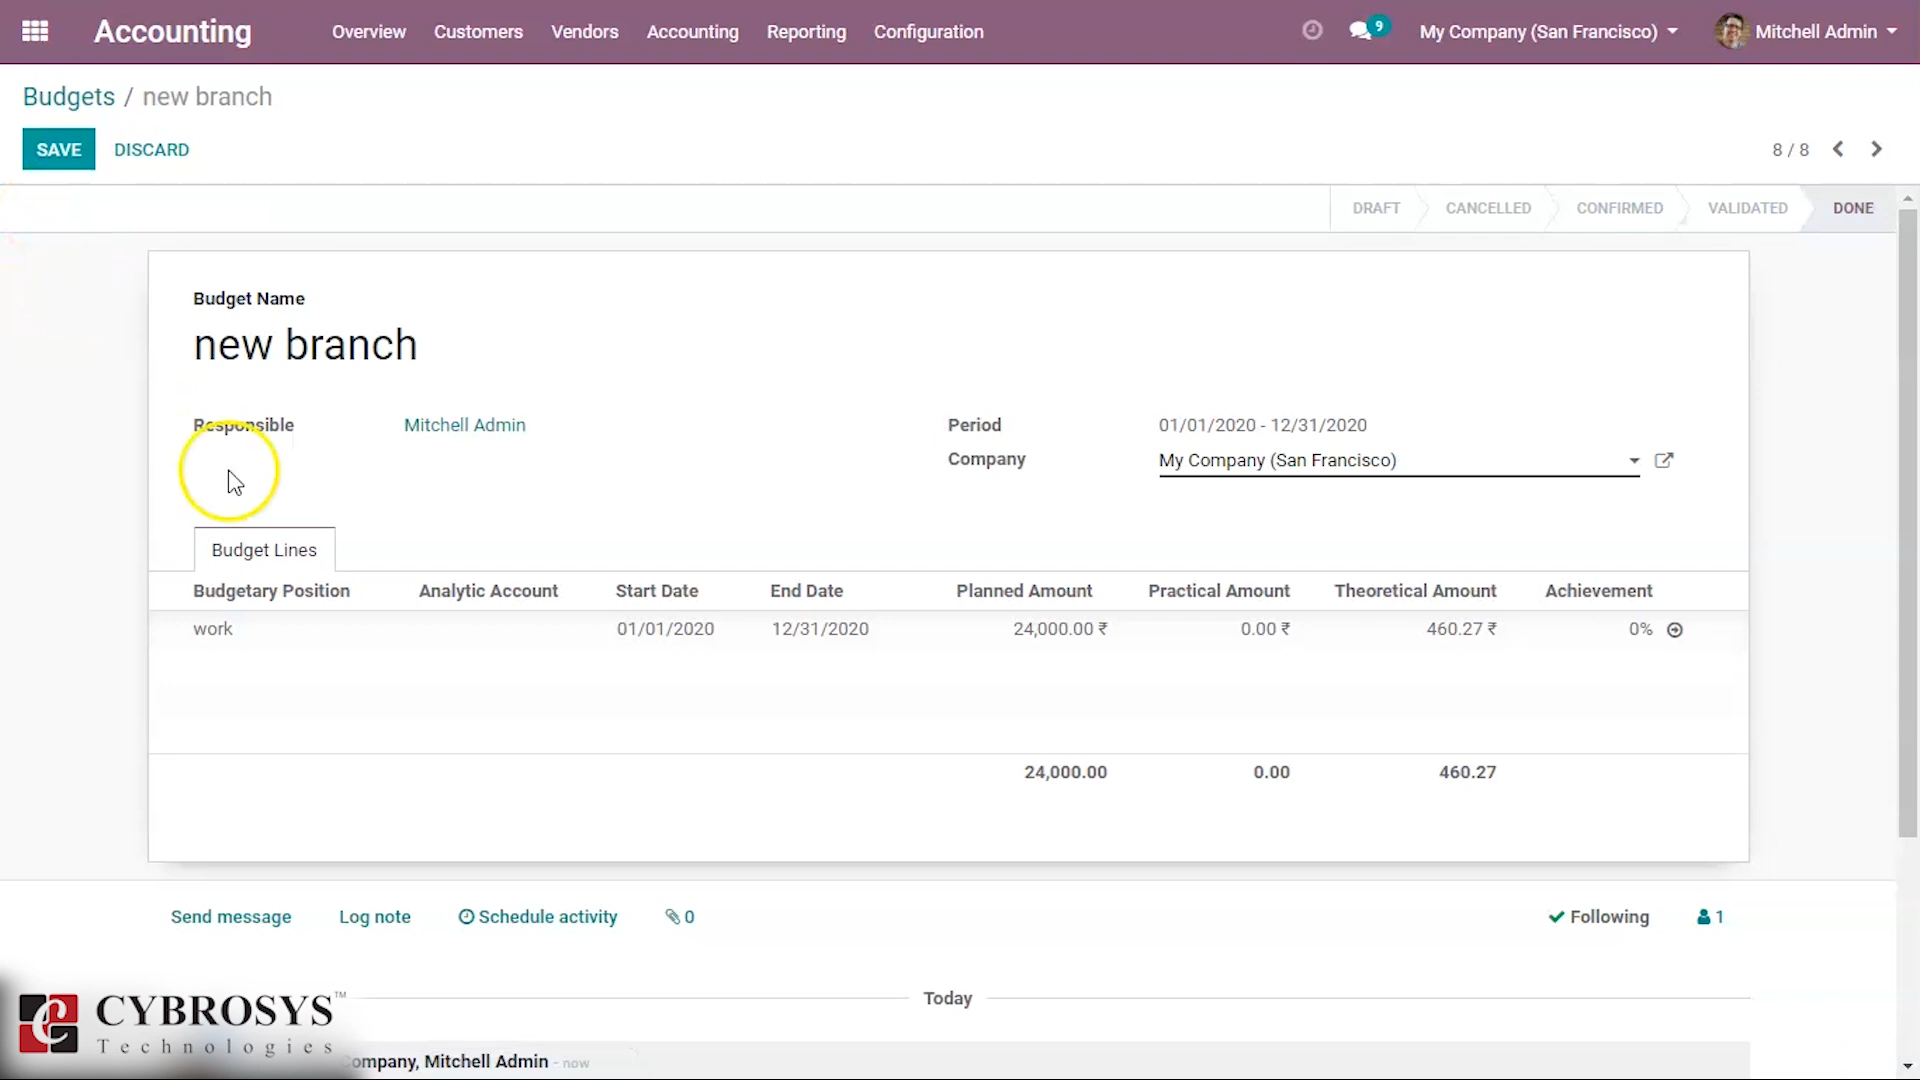 Accounting Overview Customers Vendors Accounting Reporting Configuration 9 My Company (San Francisco) Mitchell Admin
Budgets / new branch
SAVE DISCARD 8 / 8
DRAFT CANCELLED CONFIRMED VALIDATED DONE
Budget Name
new branch
Responsible Mitchell Admin Period 01/01/2020 - 12/31/2020
Company My Company (San Francisco)
Budget Lines
Budgetary Position Analytic Account Start Date End Date Planned Amount Practical Amount Theoretical Amount Achievement
work 01/01/2020 12/31/2020 24,000.00 ₹ 0.00 ₹ 460.27 ₹ 0%
24,000.00 0.00 460.27
Send message Log note Schedule activity 0 Following 1
Today
CYBROSYS™
Technologies
Company, Mitchell Admin - now